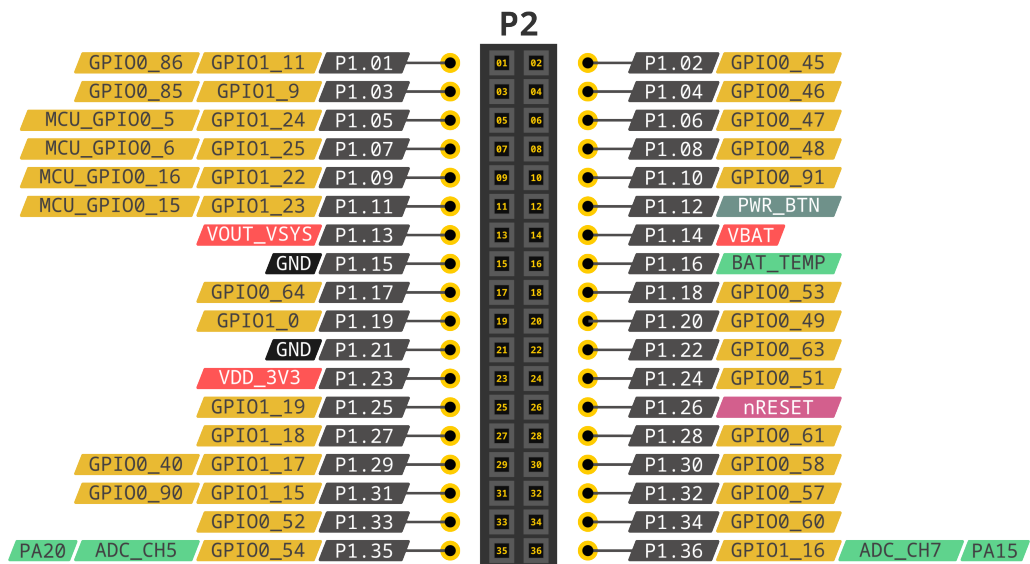 P2
GPIO0_86 GPIO1_11 P1.01 01 02 P1.02 GPIO0_45
GPIO0_85 GPIO1_9 P1.03 03 04 P1.04 GPIO0_46
MCU_GPIO0_5 GPIO1_24 P1.05 05 06 P1.06 GPIO0_47
MCU_GPIO0_6 GPIO1_25 P1.07 07 08 P1.08 GPIO0_48
MCU_GPIO0_16 GPIO1_22 P1.09 09 10 P1.10 GPIO0_91
MCU_GPIO0_15 GPIO1_23 P1.11 11 12 P1.12 PWR_BTN
VOUT_VSYS P1.13 13 14 P1.14 VBAT
GND P1.15 15 16 P1.16 BAT_TEMP
GPIO0_64 P1.17 17 18 P1.18 GPIO0_53
GPIO1_0 P1.19 19 20 P1.20 GPIO0_49
GND P1.21 21 22 P1.22 GPIO0_63
VDD_3V3 P1.23 23 24 P1.24 GPIO0_51
GPIO1_19 P1.25 25 26 P1.26 nRESET
GPIO1_18 P1.27 27 28 P1.28 GPIO0_61
GPIO0_40 GPIO1_17 P1.29 29 30 P1.30 GPIO0_58
GPIO0_90 GPIO1_15 P1.31 31 32 P1.32 GPIO0_57
GPIO0_52 P1.33 33 34 P1.34 GPIO0_60
PA20 ADC_CH5 GPIO0_54 P1.35 35 36 P1.36 GPIO1_16 ADC_CH7 PA15